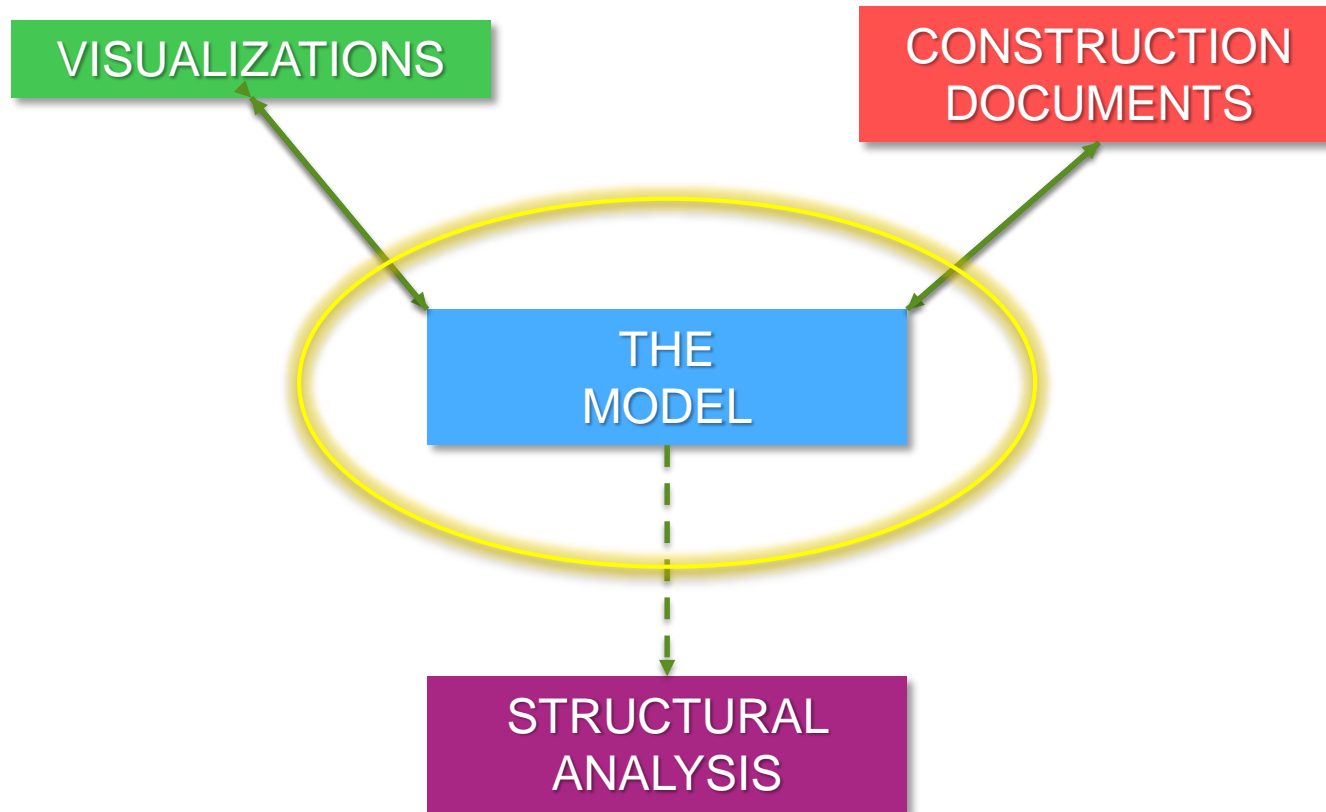 VISUALIZATIONS
CONSTRUCTION
DOCUMENTS
THE
MODEL
STRUCTURAL
ANALYSIS